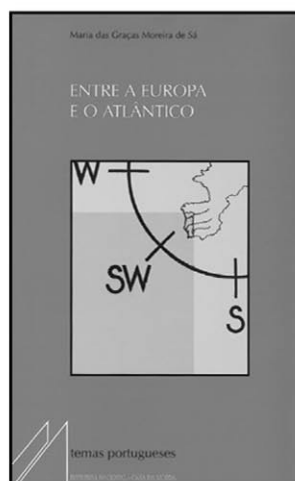 Maria das Graças Moreira de Sá
ENTRE A EUROPA
E O ATLÂNTICO
W
SW
S
temas portugueses